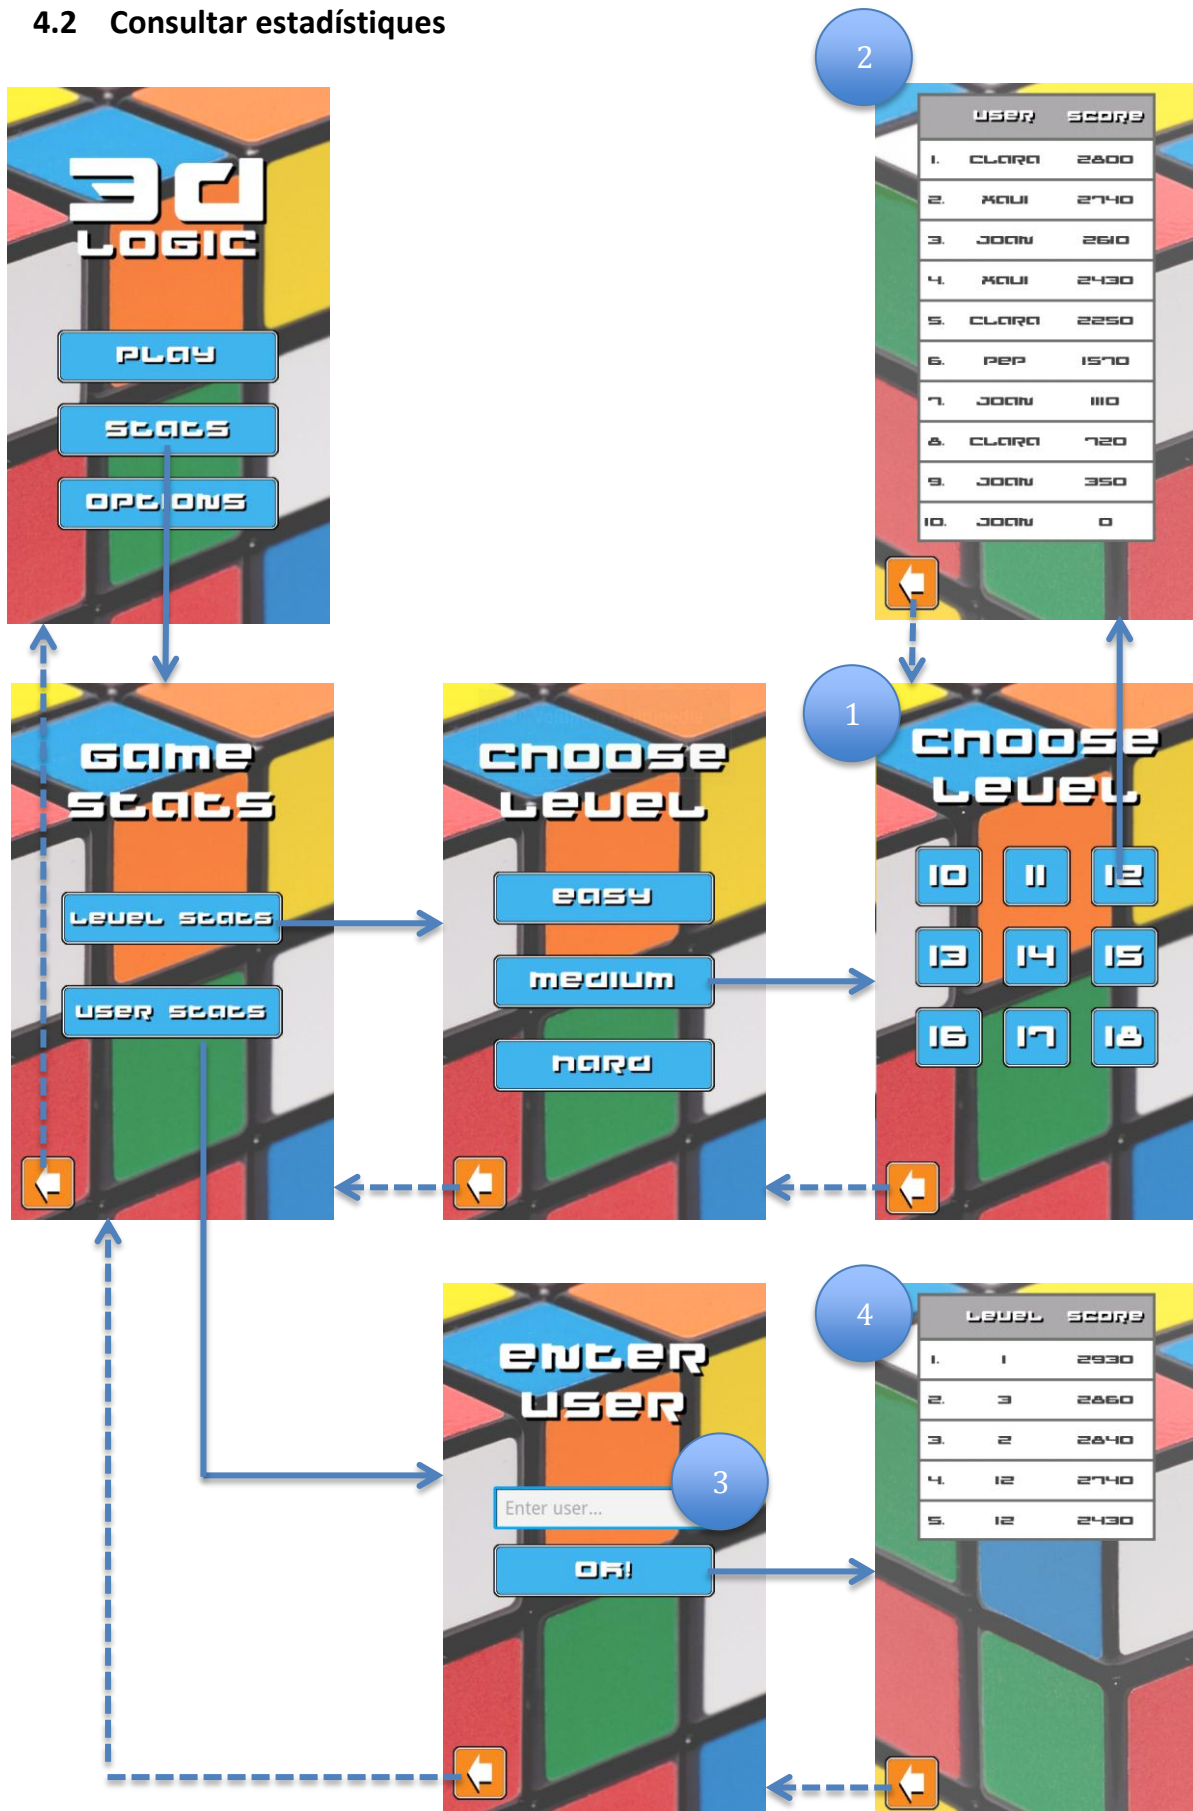 4.2 Consultar estadístiques
2
3d
LOGIC
PLAY
STATS
OPTIONS
USER SCORE
1. CLARA 2800
2. XAVI 2740
3. JOAN 2610
4. XAVI 2430
5. CLARA 2250
6. PEP 1570
7. JOAN 1110
8. CLARA 720
9. JOAN 350
10. JOAN 0
GAME
STATS
LEVEL STATS
USER STATS
CHOOSE
LEVEL
EASY
MEDIUM
HARD
1
CHOOSE
LEVEL
10 11 12
13 14 15
16 17 18
ENTER
USER
3
Enter user...
OK!
4
LEVEL SCORE
1. 1 2930
2. 3 2860
3. 2 2840
4. 12 2740
5. 12 2430